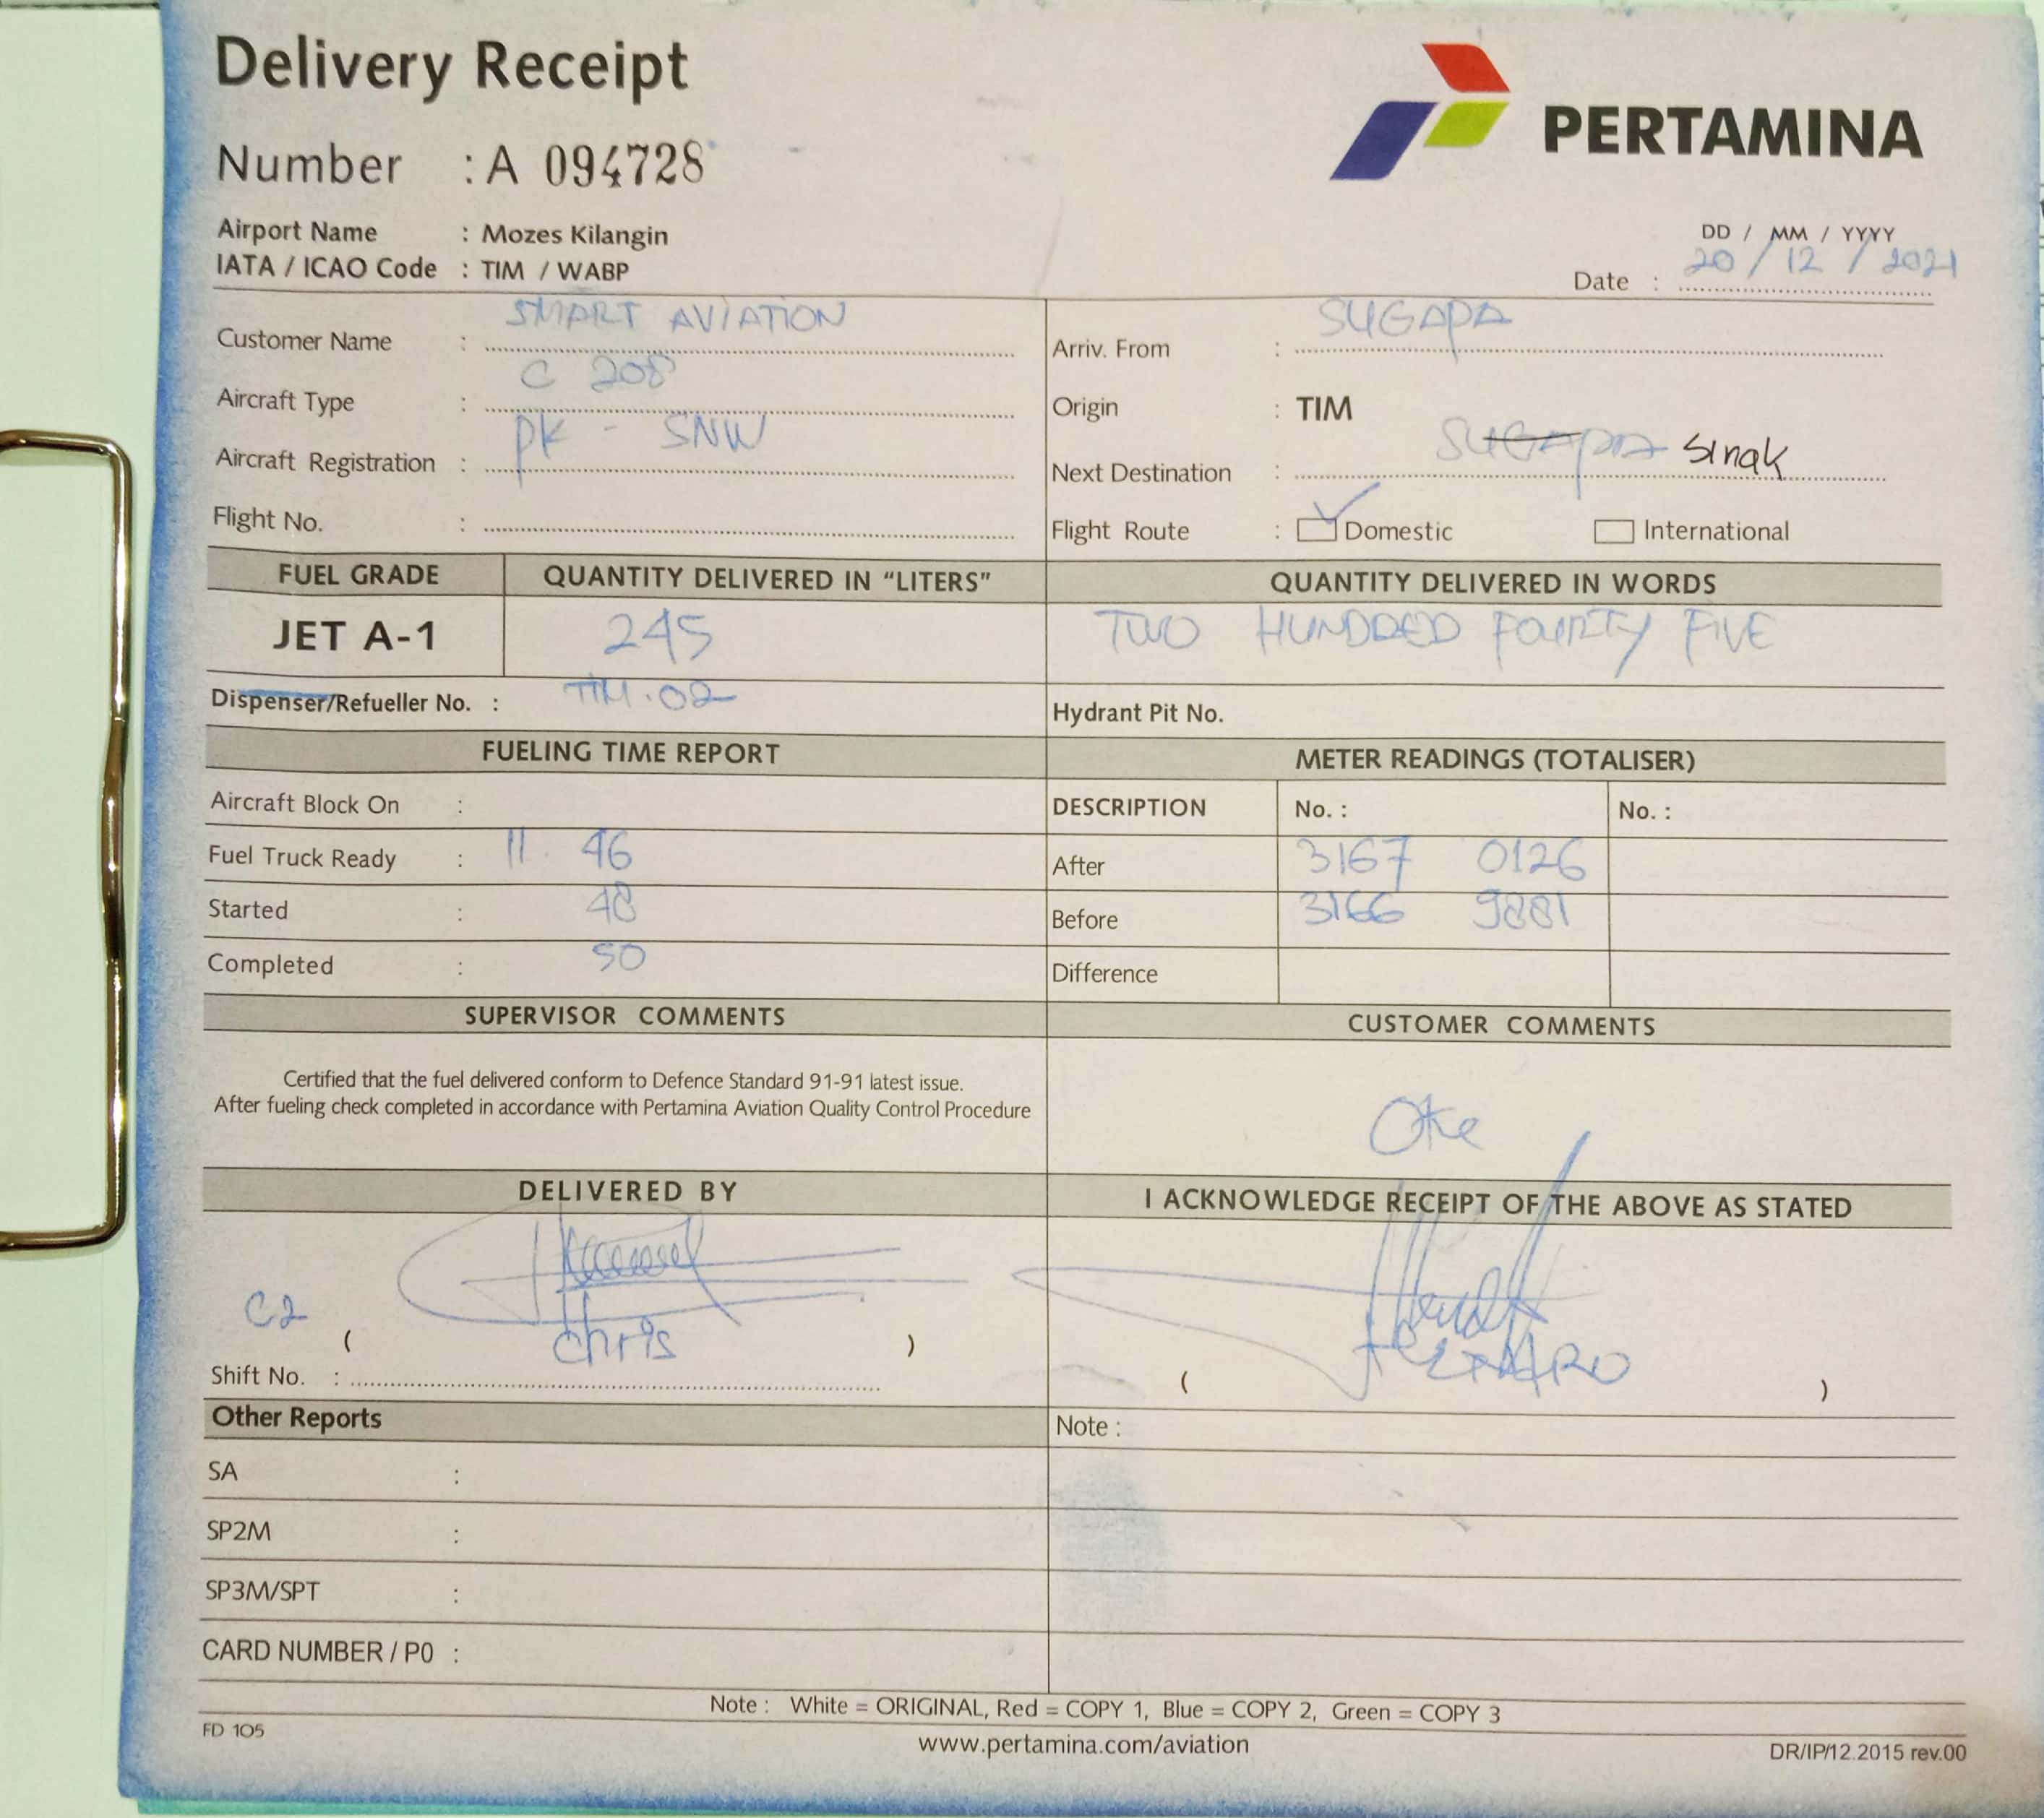 Delivery Receipt
PERTAMINA
Number : A 094728
Airport Name : Mozes Kilangin
IATA / ICAO Code : TIM / WABP
DD / MM / YYYY
Date : 20 / 12 / 2021
Customer Name : SMART AVIATION
Arriv. From : SUGAPA
Aircraft Type : C 208
Origin : TIM
Aircraft Registration : PK - SNW
Next Destination : SUGAPA Sinak
Flight No. :
Flight Route : Domestic International
FUEL GRADE QUANTITY DELIVERED IN “LITERS” QUANTITY DELIVERED IN WORDS
JET A-1 245 TWO HUNDRED FOURTY FIVE
Dispenser/Refueller No. : TIM.02
Hydrant Pit No.
FUELING TIME REPORT METER READINGS (TOTALISER)
Aircraft Block On :
DESCRIPTION No. : No. :
Fuel Truck Ready : 11. 46
After 3167 0126
Started : 48
Before 3166 9881
Completed : 50
Difference
SUPERVISOR COMMENTS CUSTOMER COMMENTS
Certified that the fuel delivered conform to Defence Standard 91-91 latest issue.
After fueling check completed in accordance with Pertamina Aviation Quality Control Procedure
Oke
DELIVERED BY I ACKNOWLEDGE RECEIPT OF THE ABOVE AS STATED
C2
( Chris )
Shift No. :
( )
Other Reports Note :
SA :
SP2M :
SP3M/SPT :
CARD NUMBER / P0 :
Note : White = ORIGINAL, Red = COPY 1, Blue = COPY 2, Green = COPY 3
FD 105
www.pertamina.com/aviation
DR/IP/12.2015 rev.00